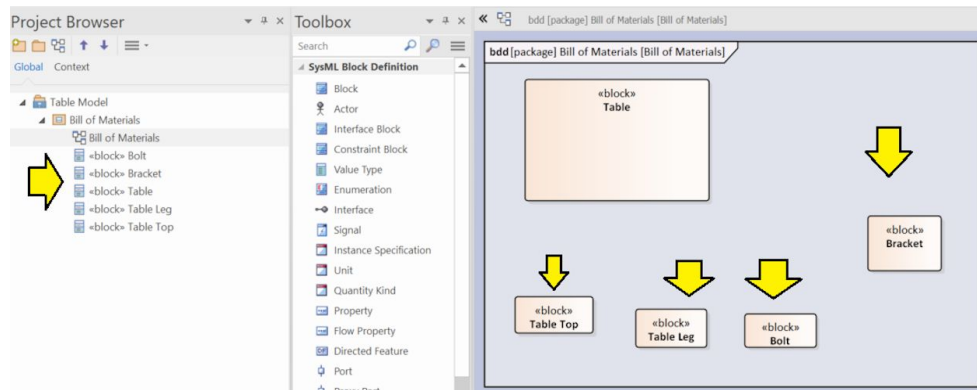 Project Browser
Global Context
Table Model
Bill of Materials
Bill of Materials
«block» Bolt
«block» Bracket
«block» Table
«block» Table Leg
«block» Table Top
Toolbox
Search
SysML Block Definition
Block
Actor
Interface Block
Constraint Block
Value Type
Enumeration
Interface
Signal
Instance Specification
Unit
Quantity Kind
Property
Flow Property
Directed Feature
Port
bdd [package] Bill of Materials [Bill of Materials]
bdd [package] Bill of Materials [Bill of Materials]
«block»
Table
«block»
Bracket
«block»
Table Top
«block»
Table Leg
«block»
Bolt